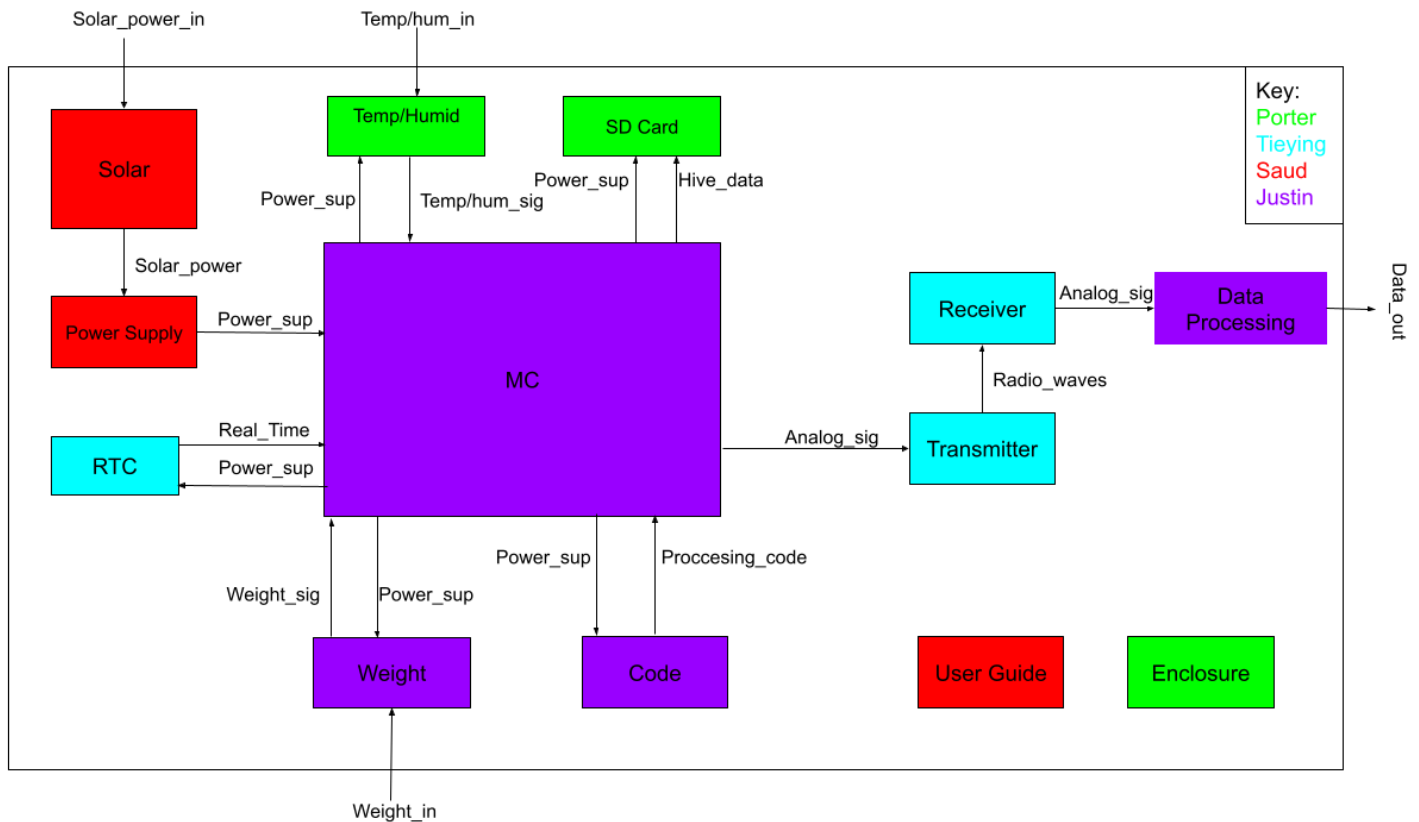 Solar_power_in
Temp/hum_in
Key:
Porter
Tieying
Saud
Justin
Temp/Humid
SD Card
Solar
Power_sup
Temp/hum_sig
Power_sup
Hive_data
Solar_power
Power Supply
Power_sup
MC
Receiver
Analog_sig
Data
Processing
Data_out
Radio_waves
RTC
Real_Time
Power_sup
Analog_sig
Transmitter
Weight_sig
Power_sup
Power_sup
Proccesing_code
Weight
Code
User Guide
Enclosure
Weight_in